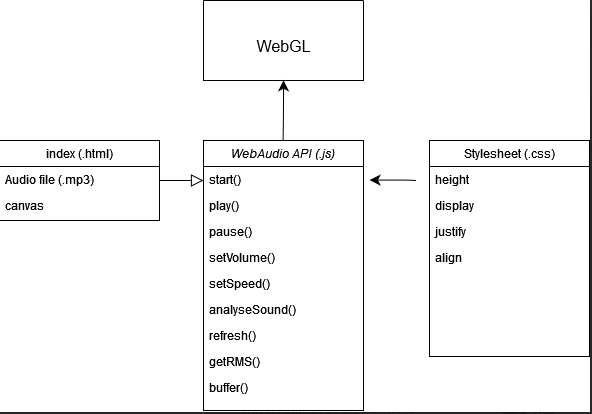 WebGL
index (.html)
Audio file (.mp3)
canvas
WebAudio API (.js)
start()
play()
pause()
setVolume()
setSpeed()
analyseSound()
refresh()
getRMS()
buffer()
Stylesheet (.css)
height
display
justify
align